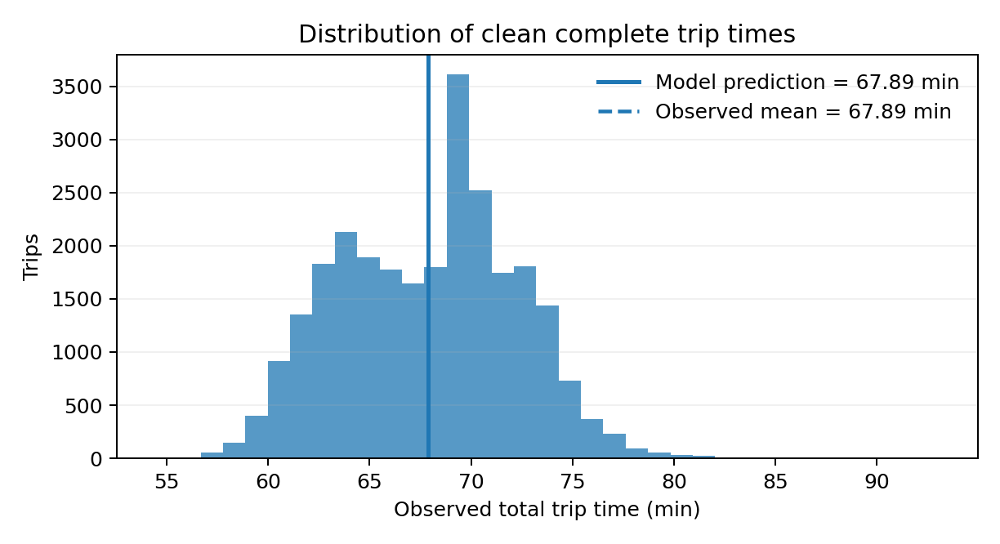 Distribution of clean complete trip times
Model prediction = 67.89 min
Observed mean = 67.89 min
Trips
3500
3000
2500
2000
1500
1000
500
0
55 60 65 70 75 80 85 90
Observed total trip time (min)